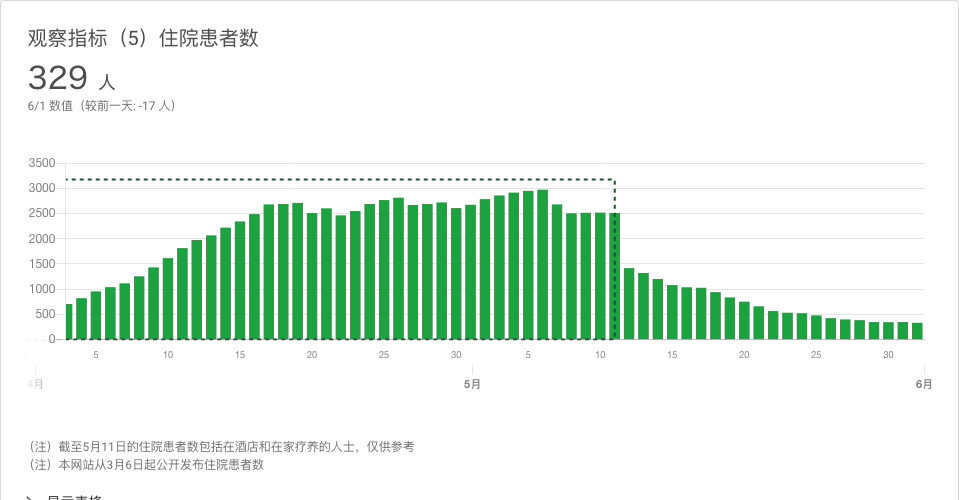 观察指标（5）住院患者数
329 人
6/1 数值（较前一天: -17 人）
3500
3000
2500
2000
1500
1000
500
0
5 10 15 20 25 30 5 10 15 20 25 30
4月 5月 6月
（注）截至5月11日的住院患者数包括在酒店和在家疗养的人士，仅供参考
（注）本网站从3月6日起公开发布住院患者数
显示表格